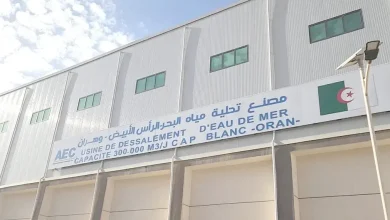 مصنع تحلية مياه البحر الرأس الأبيض - وهران
AEC USINE DE DESSALEMENT D'EAU DE MER
CAPACITE 300 000 M3/J CAP BLANC -ORAN-